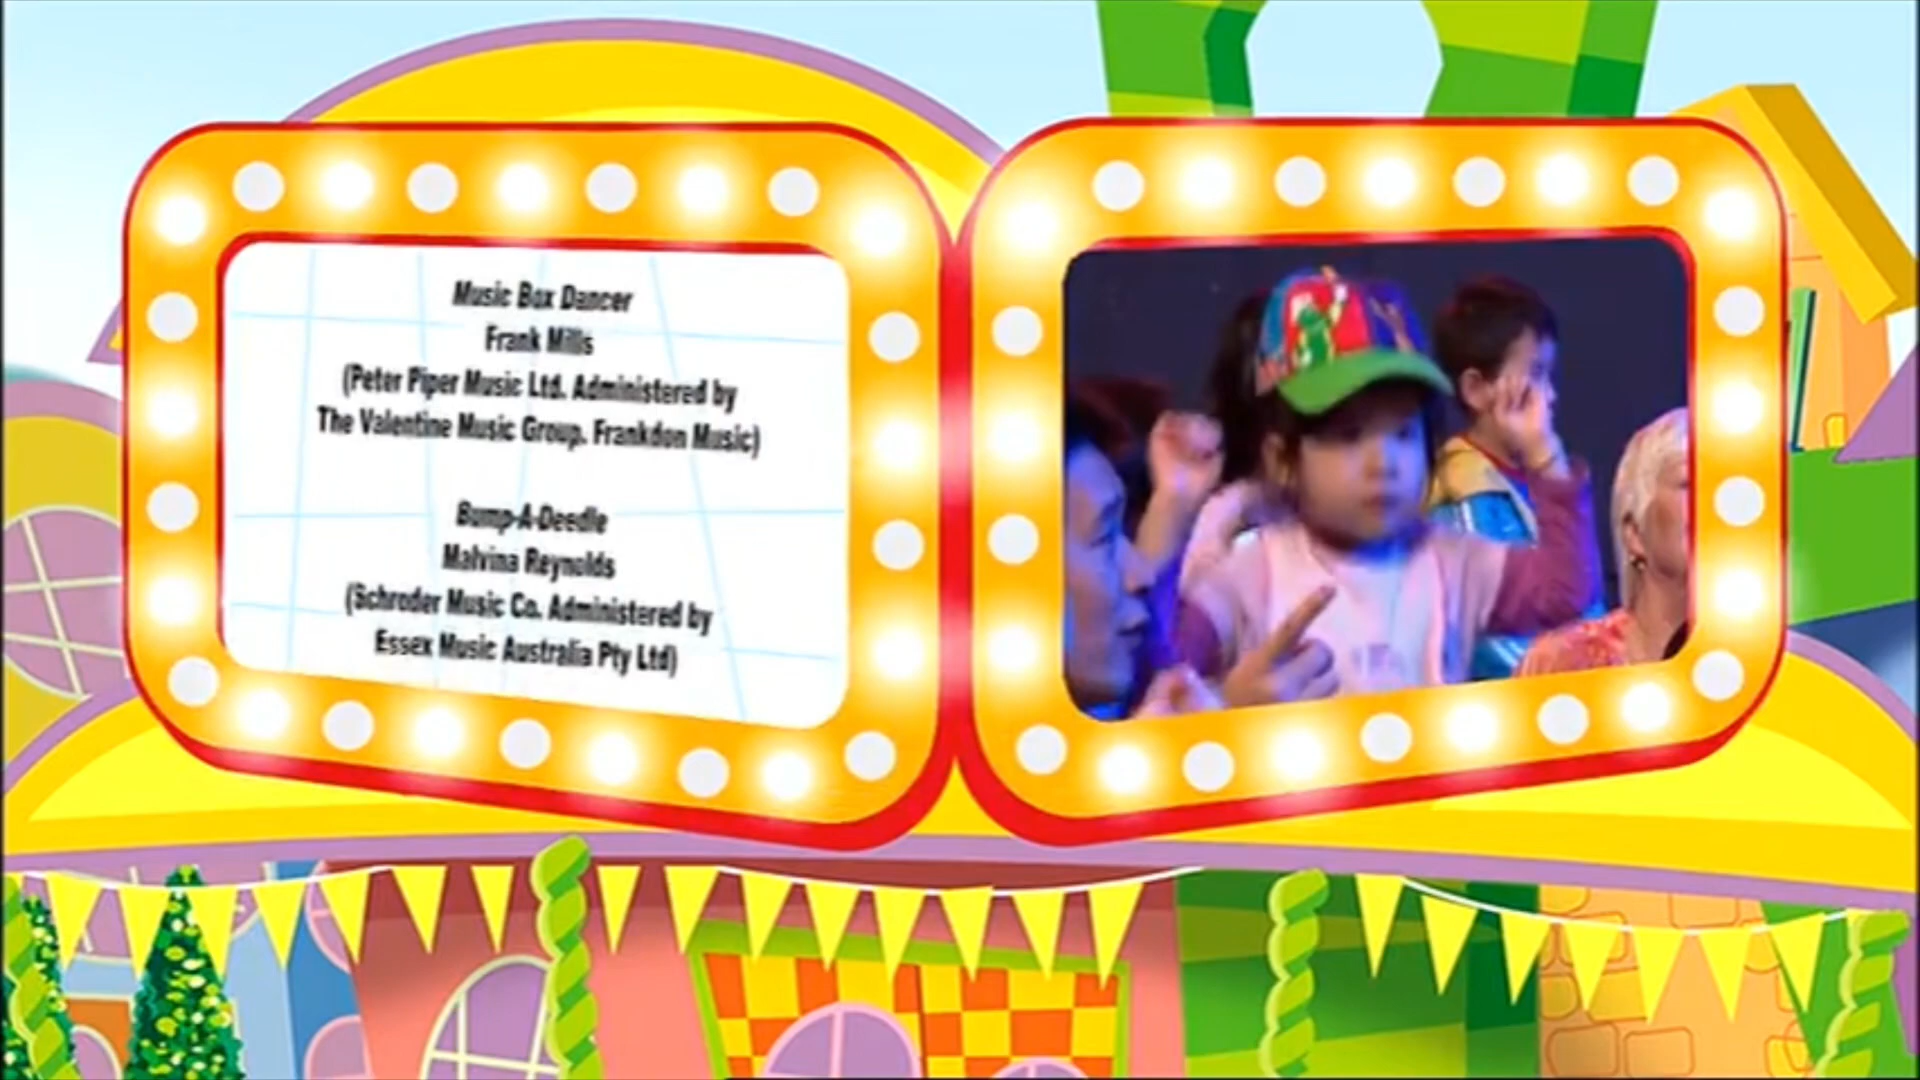 Music Box Dancer
Frank Mills
(Peter Piper Music Ltd. Administered by
The Valentine Music Group. Frankdon Music)
Bump-A-Deedle
Malvina Reynolds
(Schroder Music Co. Administered by
Essex Music Australia Pty Ltd)